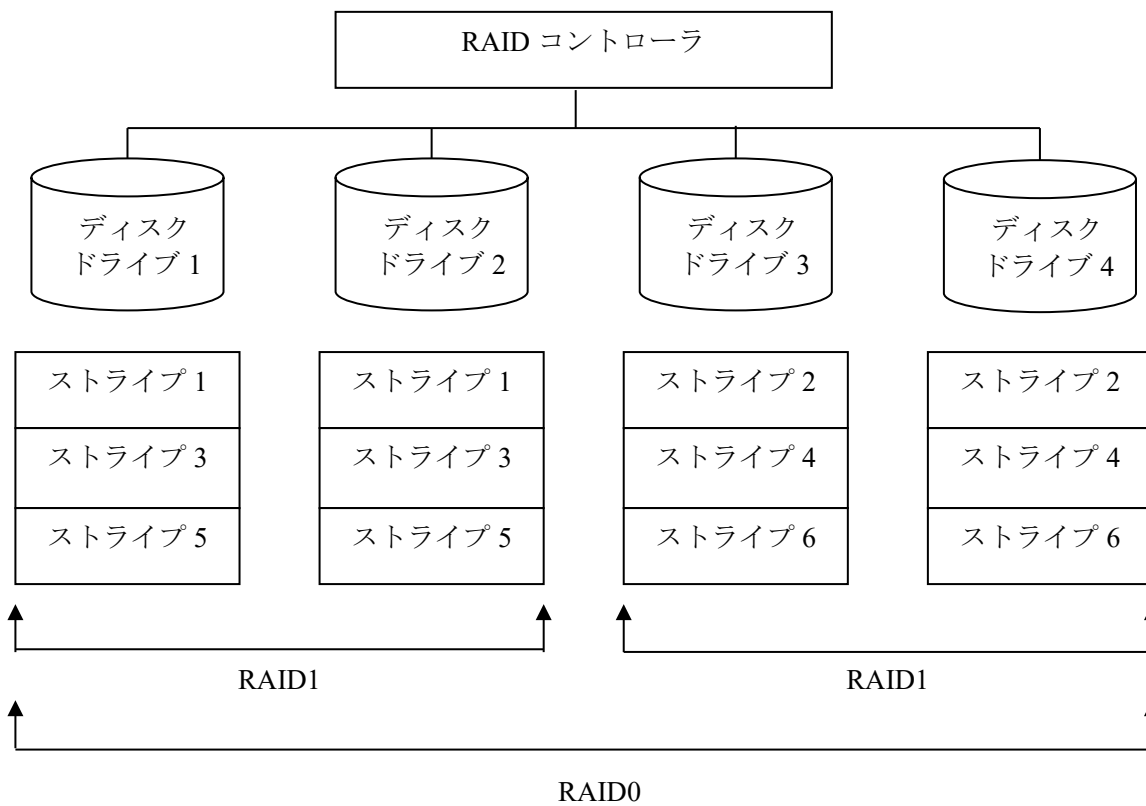 RAID コントローラ
ディスク
ドライブ 1
ディスク
ドライブ 2
ディスク
ドライブ 3
ディスク
ドライブ 4
ストライプ 1
ストライプ 1
ストライプ 2
ストライプ 2
ストライプ 3
ストライプ 3
ストライプ 4
ストライプ 4
ストライプ 5
ストライプ 5
ストライプ 6
ストライプ 6
RAID1
RAID1
RAID0